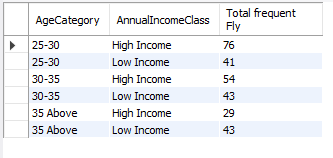 AgeCategory AnnualIncomeClass Total frequent Fly
25-30 High Income 76
25-30 Low Income 41
30-35 High Income 54
30-35 Low Income 43
35 Above High Income 29
35 Above Low Income 43